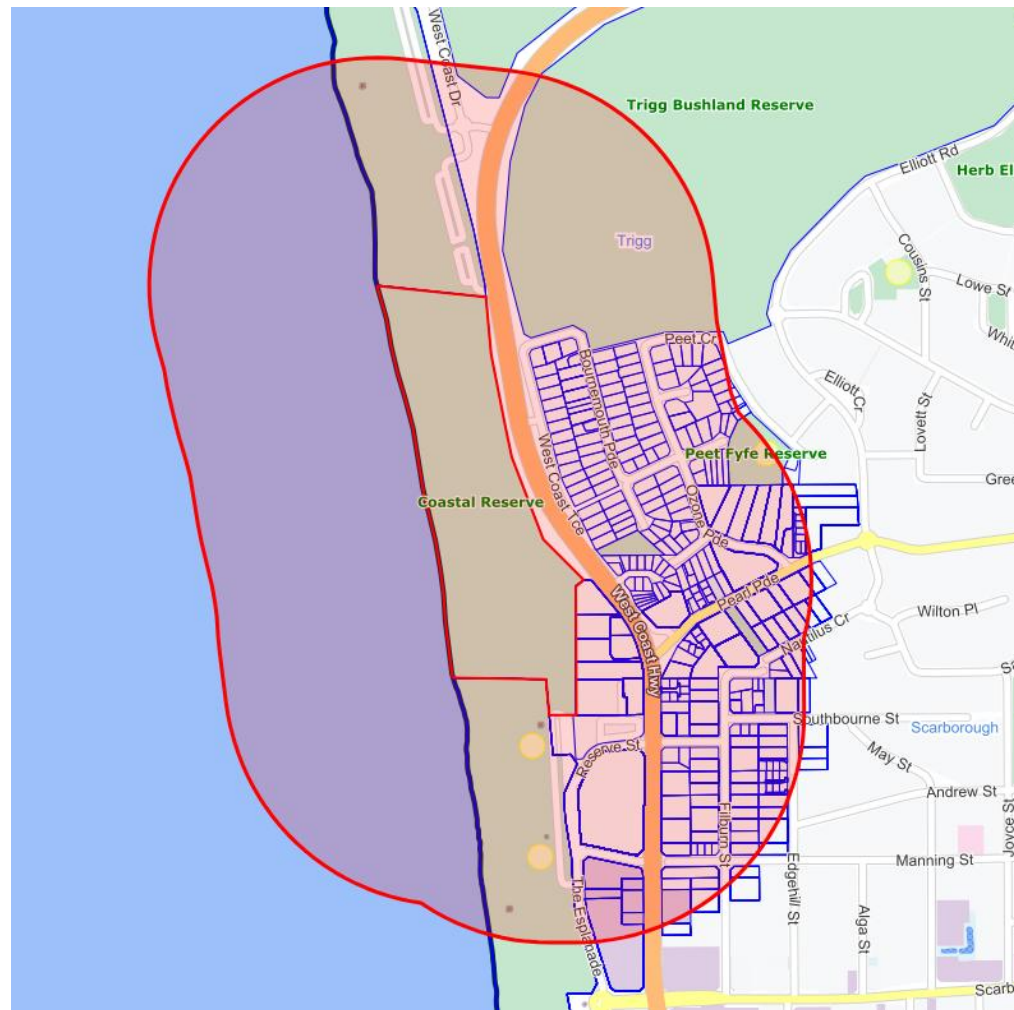 West Coast Dr
Trigg Bushland Reserve
Elliott Rd
Herb El
Trigg
Cousins St
Lowe St
Whit
Peet Cr
Bournemouth Pde
Elliott Cr
Lovett St
West Coast Tce
Peet Fyfe Reserve
Gree
Coastal Reserve
Ozone Pde
Pearl Pde
West Coast Hwy
Nautilus Cr
Wilton Pl
Southbourne St
Scarborough
Reserve St
May St
Andrew St
Filburn St
Joyce St
Manning St
The Esplanade
Edgehill St
Alga St
Scarb